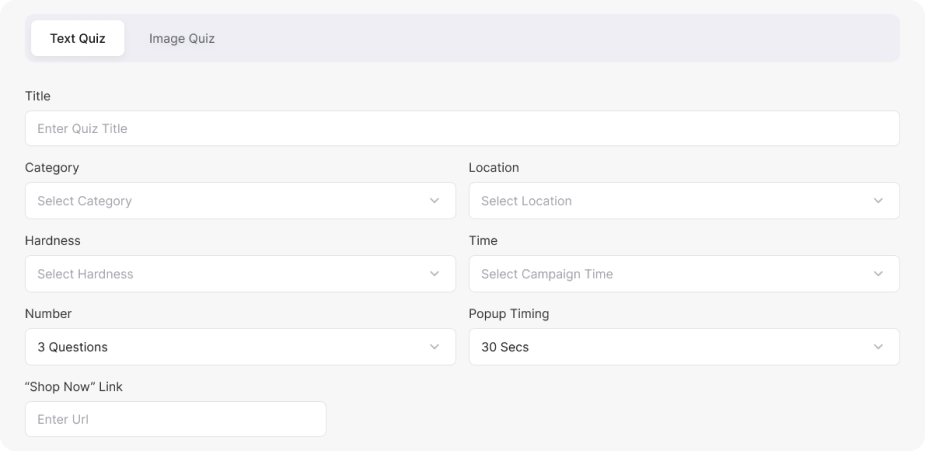 Text Quiz Image Quiz
Title
Enter Quiz Title
Category Location
Select Category Select Location
Hardness Time
Select Hardness Select Campaign Time
Number Popup Timing
3 Questions 30 Secs
“Shop Now” Link
Enter Url